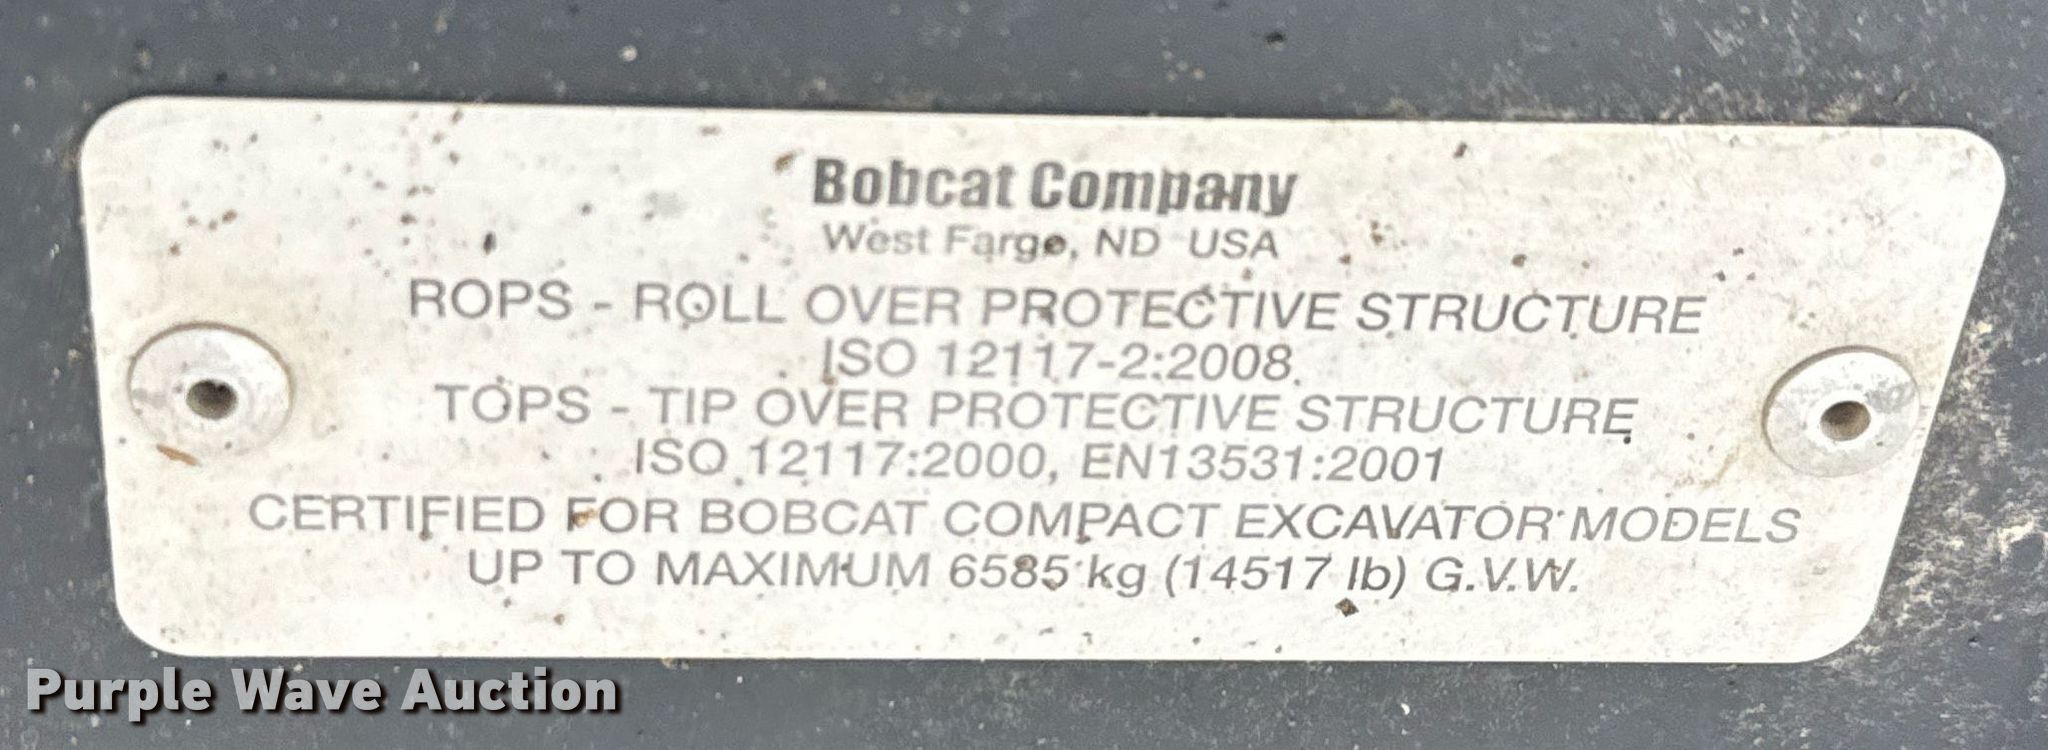 Bobcat Company
West Fargo, ND USA
ROPS - ROLL OVER PROTECTIVE STRUCTURE
ISO 12117-2:2008
TOPS - TIP OVER PROTECTIVE STRUCTURE
ISO 12117:2000, EN13531:2001
CERTIFIED FOR BOBCAT COMPACT EXCAVATOR MODELS
UP TO MAXIMUM 6585 kg (14517 lb) G.V.W.
Purple Wave Auction